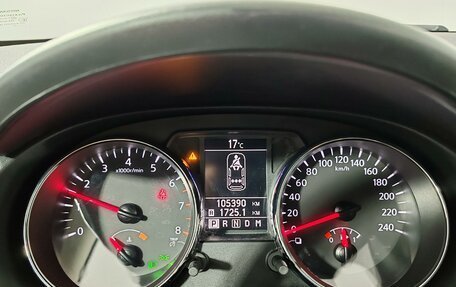 17°C
3 4 5
x1000r/min
2 6
1 7
0 8
105390 KM
1725.1 KM
P R N D M
100 120 140
80 160
km/h
60 180
40 200
20 220
0 240